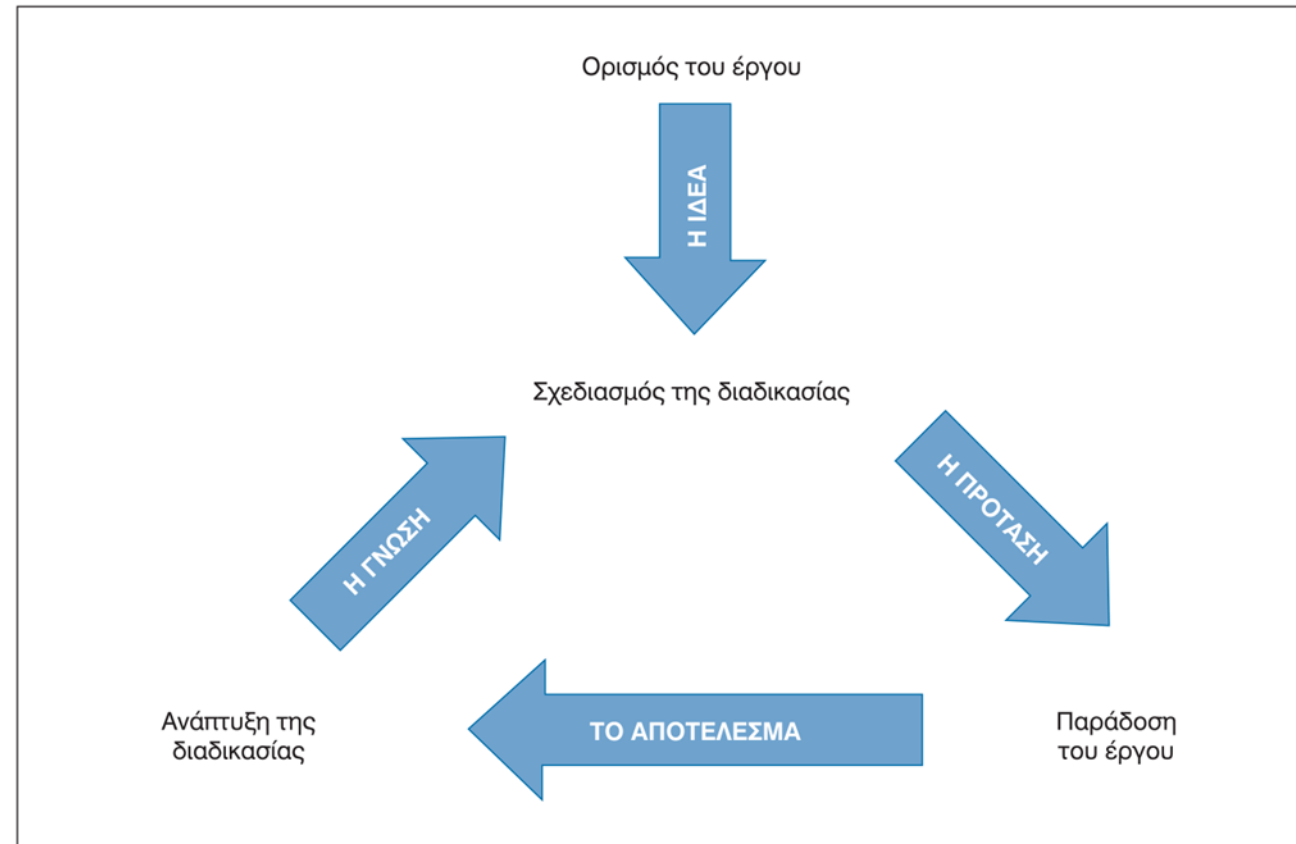 Ορισμός του έργου
Η ΙΔΕΑ
Σχεδιασμός της διαδικασίας
Η ΓΝΩΣΗ
Η ΠΡΟΤΑΣΗ
Ανάπτυξη της
διαδικασίας
ΤΟ ΑΠΟΤΕΛΕΣΜΑ
Παράδοση
του έργου